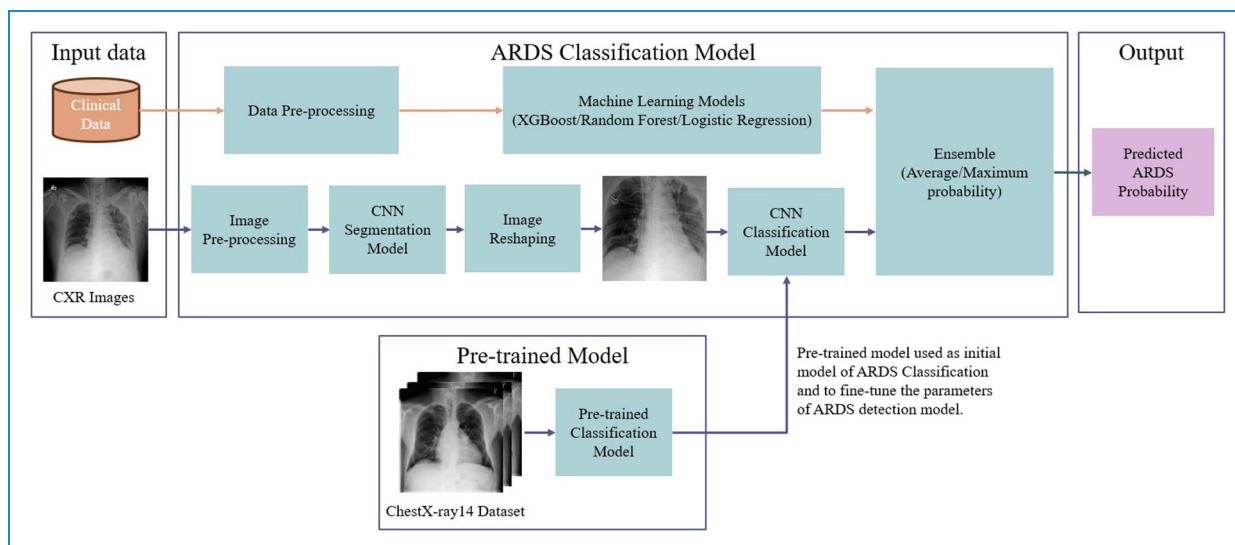 Input data
Clinical
Data
CXR Images
ARDS Classification Model
Data Pre-processing
Machine Learning Models
(XGBoost/Random Forest/Logistic Regression)
Image
Pre-processing
CNN
Segmentation
Model
Image
Reshaping
CNN
Classification
Model
Ensemble
(Average/Maximum
probability)
Output
Predicted
ARDS
Probability
Pre-trained Model
ChestX-ray14 Dataset
Pre-trained
Classification
Model
Pre-trained model used as initial
model of ARDS Classification
and to fine-tune the parameters
of ARDS detection model.